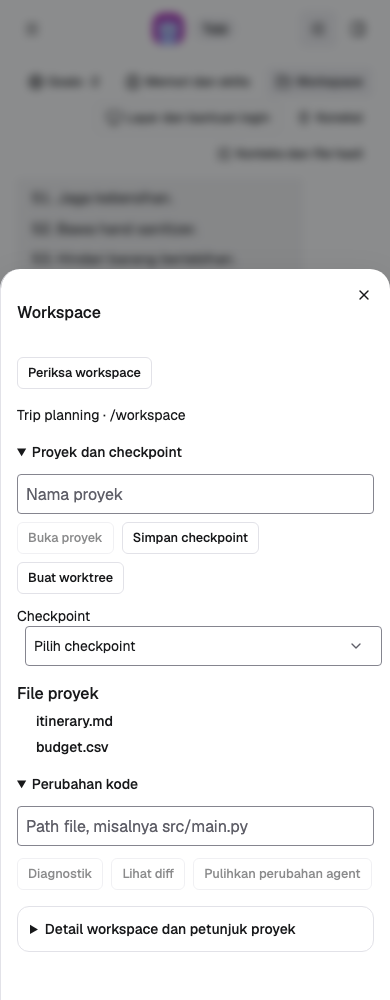 Workspace
Periksa workspace
Trip planning · /workspace
▼ Proyek dan checkpoint
Nama proyek
Buka proyek
Simpan checkpoint
Buat worktree
Checkpoint
Pilih checkpoint
File proyek
itinerary.md
budget.csv
▼ Perubahan kode
Path file, misalnya src/main.py
Diagnostik
Lihat diff
Pulihkan perubahan agent
▶ Detail workspace dan petunjuk proyek